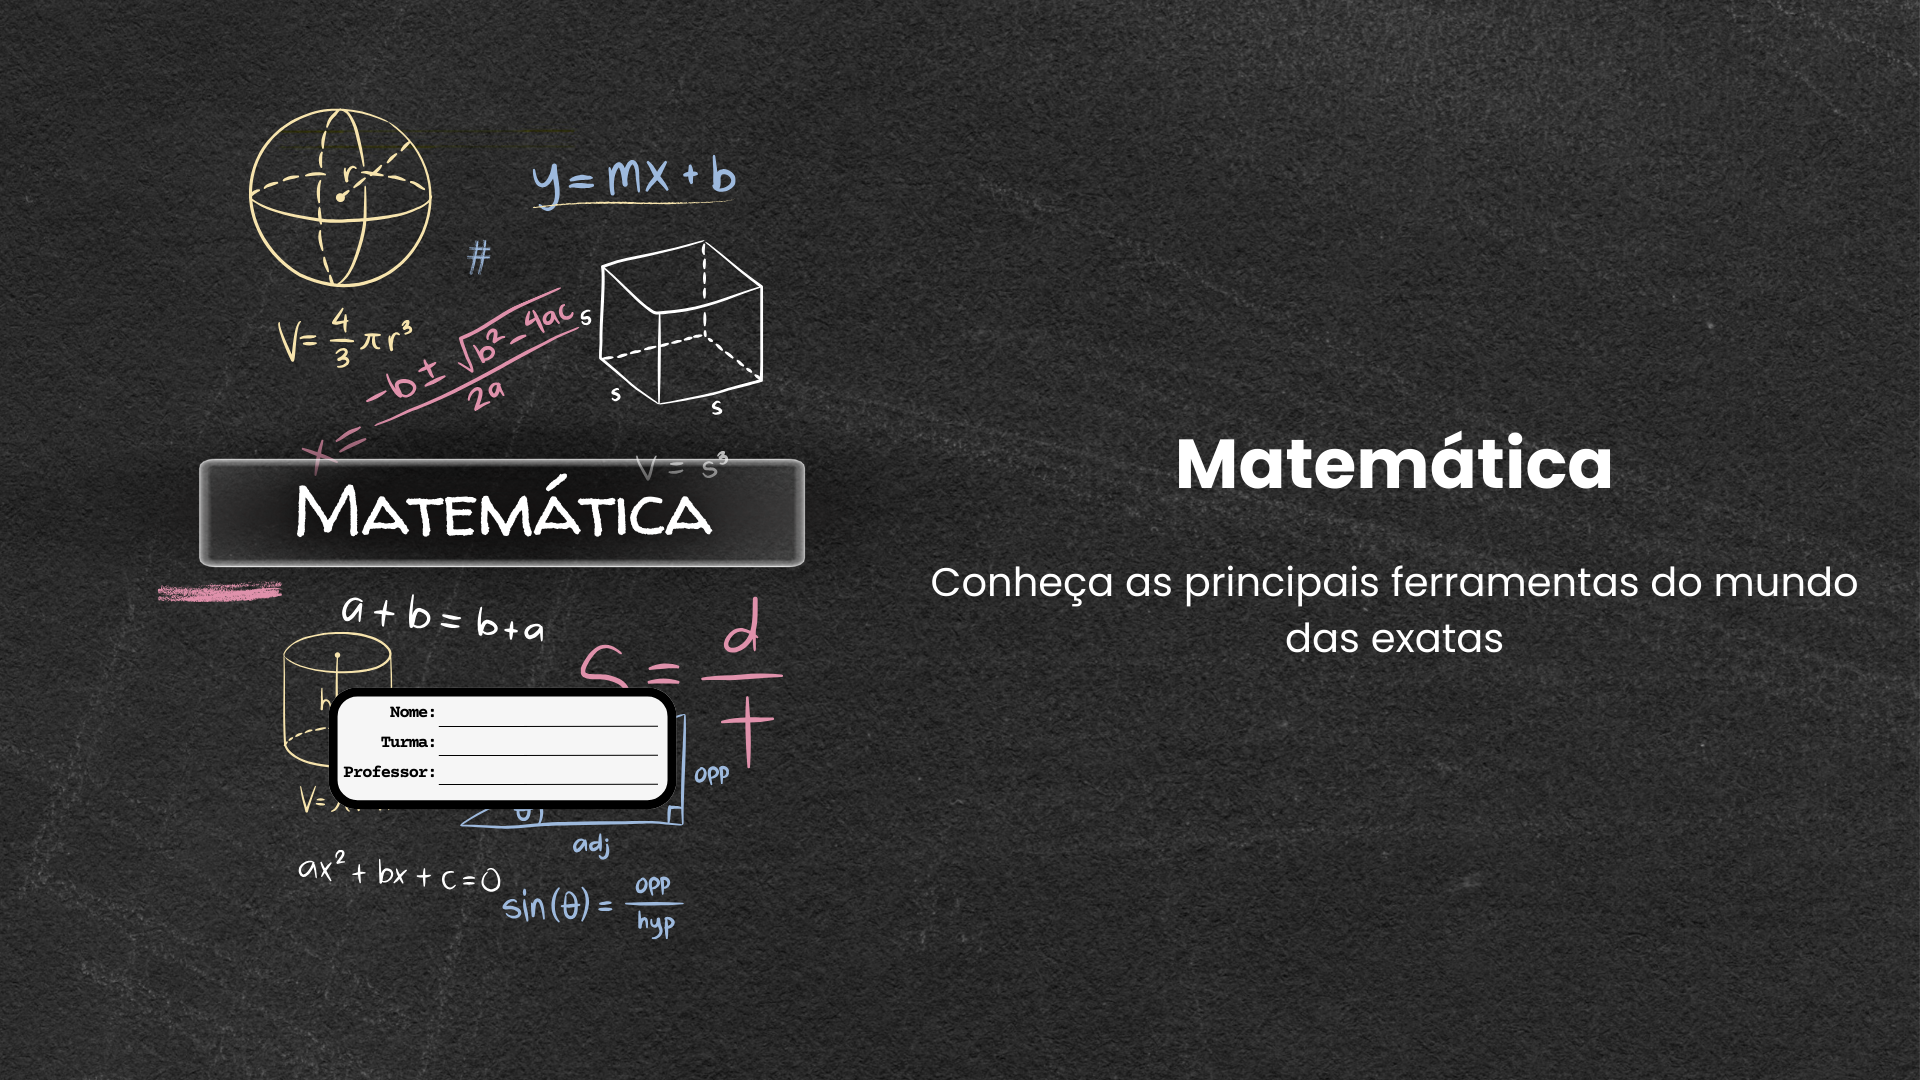 r
y = mx + b
#
V = 4/3 πr³
x = -b ± √b² - 4ac / 2a
s
s
s
V = s³
MATEMÁTICA
a + b = b + a
S = d/t
h
Nome:
Turma:
Professor:
V=
opp
θ
adj
ax² + bx + c = 0
sin(θ) = opp/hyp
Matemática
Conheça as principais ferramentas do mundo
das exatas